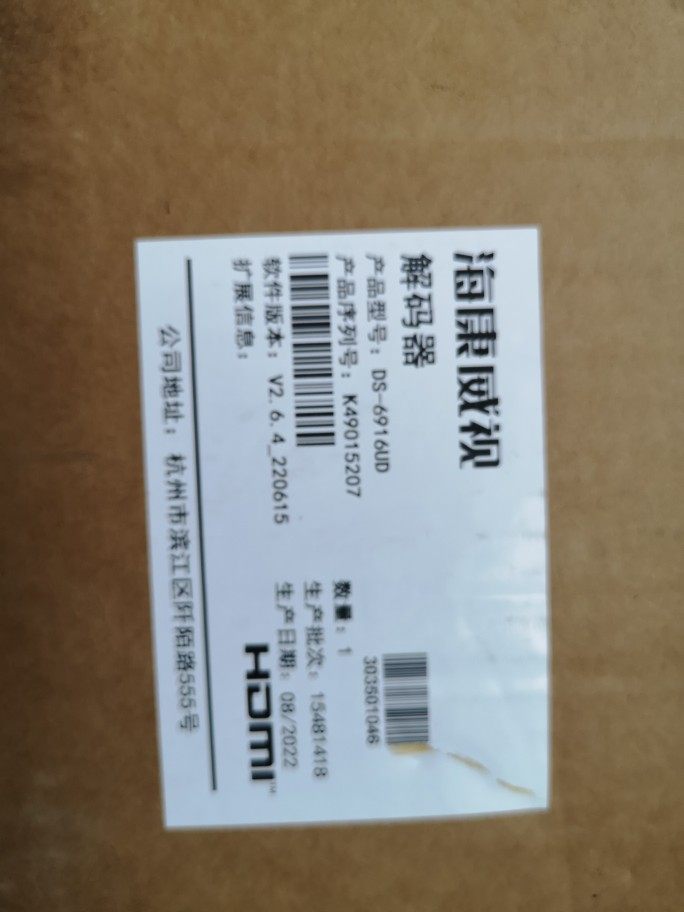 海康威视
解码器
303501046
产品型号: DS-6916UD
产品序列号: K49015207
数量: 1
生产批次: 15481418
软件版本: V2.6.4_220615
生产日期: 08/2022
扩展信息:
HDMI™
公司地址: 杭州市滨江区阡陌路555号